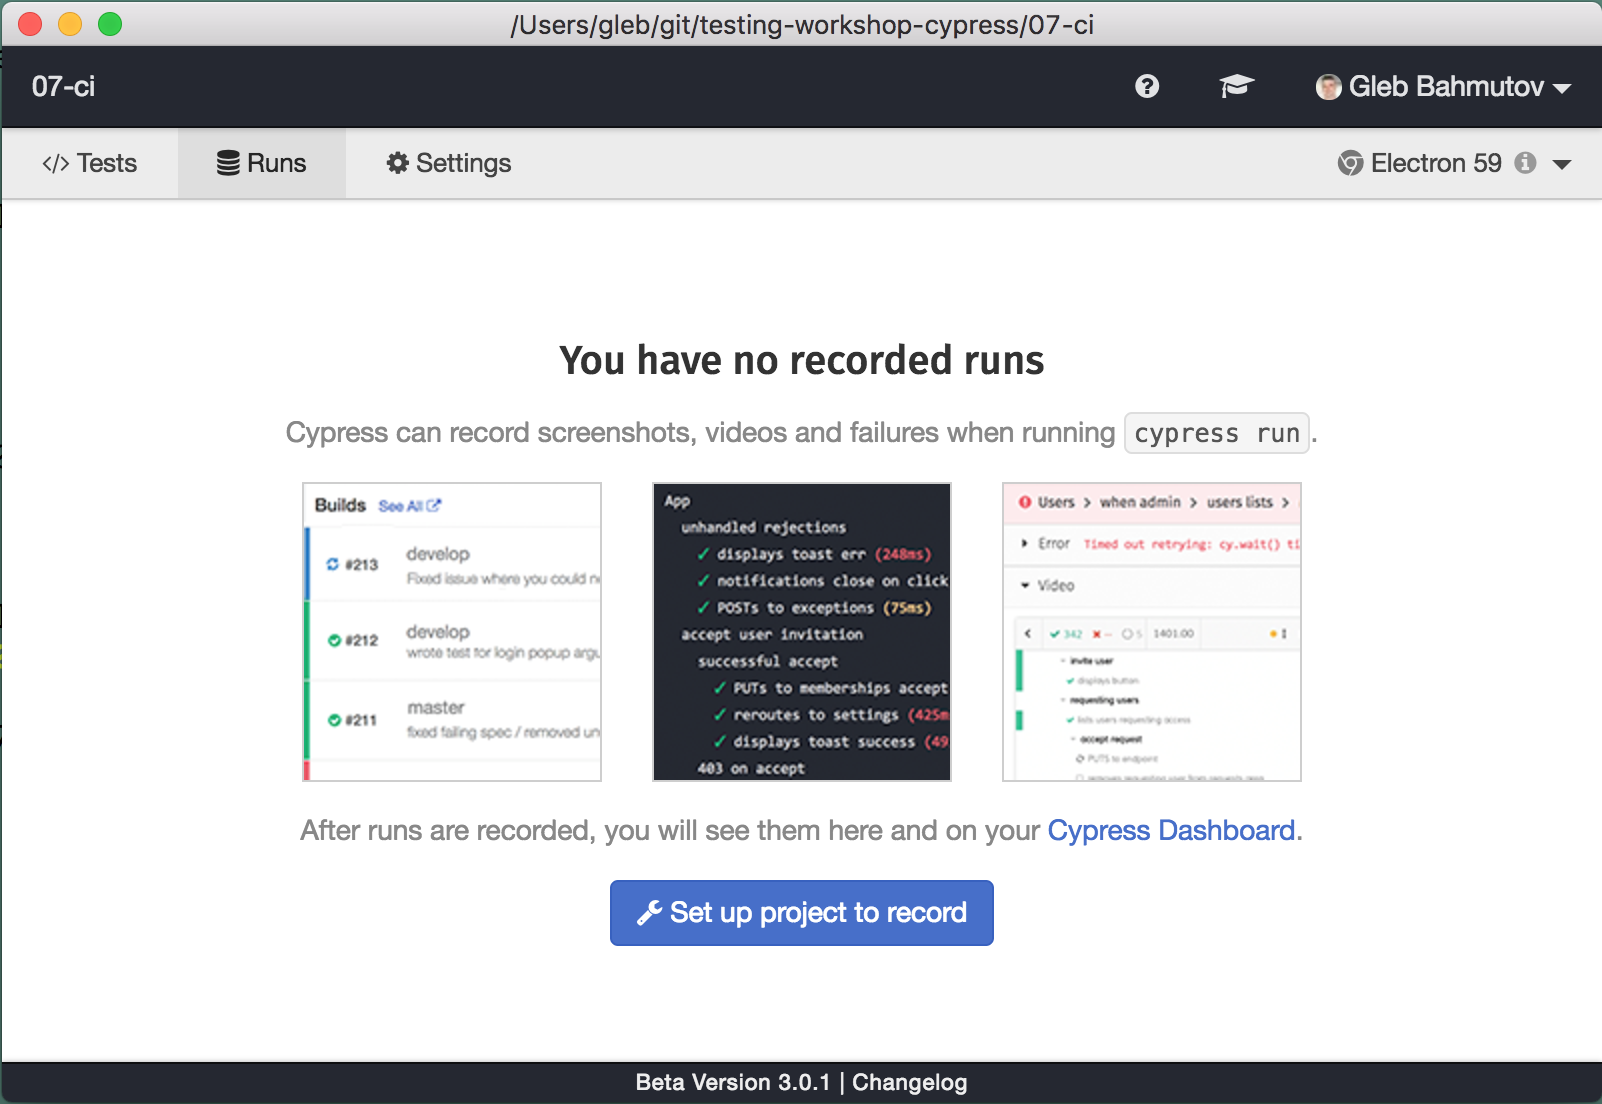 /Users/gleb/git/testing-workshop-cypress/07-ci
07-ci
Gleb Bahmutov
</> Tests
Runs
Settings
Electron 59
You have no recorded runs
Cypress can record screenshots, videos and failures when running cypress run.
Builds See All
#213 develop
Fixed issue where you could
#212 develop
wrote test for login popup argu
#211 master
fixed failing spec / removed un
App
unhandled rejections
✓ displays toast err (248ms)
✓ notifications close on click
✓ POSTs to exceptions (75ms)
accept user invitation
successful accept
✓ PUTs to memberships accept
✓ reroutes to settings (425m
✓ displays toast success (49
403 on accept
Users > when admin > users lists >
Error Timed out retrying: cy.wait() ti
Video
< ✓ 342 × -- 5 1401.00
invite user
✓ displays button
requesting users
✓ lists users requesting access
accept request
PUTS to endpoint
removes requesting user from requests
After runs are recorded, you will see them here and on your Cypress Dashboard.
Set up project to record
Beta Version 3.0.1 | Changelog